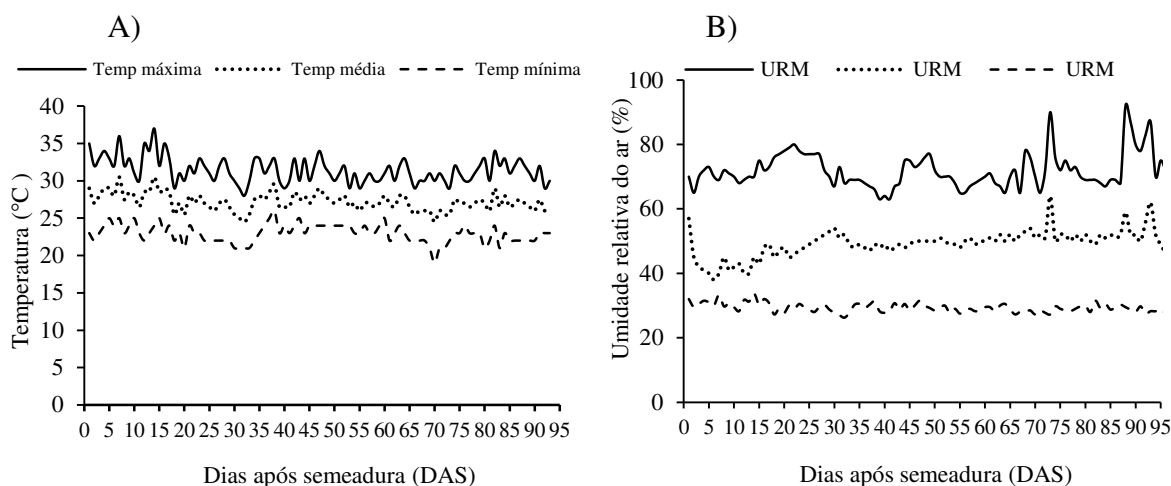 A)
Temp máxima Temp média Temp mínima
Temperatura (°C)
40
35
30
25
20
15
10
5
0
0 5 10 15 20 25 30 35 40 45 50 55 60 65 70 75 80 85 90 95
Dias após semeadura (DAS)
B)
URM URM URM
Umidade relativa do ar (%)
100
80
60
40
20
0
0 5 10 15 20 25 30 35 40 45 50 55 60 65 70 75 80 85 90 95
Dias após semeadura (DAS)